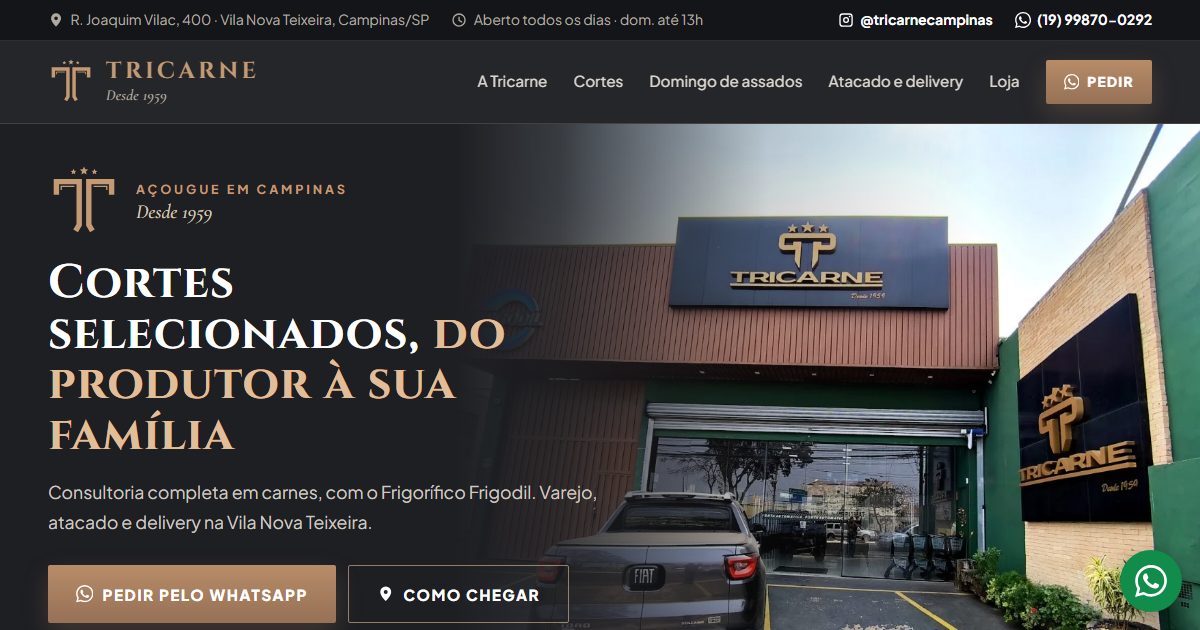 R. Joaquim Vilac, 400 · Vila Nova Teixeira, Campinas/SP
Aberto todos os dias · dom. até 13h
@tricarnecampinas
(19) 99870-0292
TRICARNE
Desde 1959
A Tricarne
Cortes
Domingo de assados
Atacado e delivery
Loja
PEDIR
AÇOUGUE EM CAMPINAS
Desde 1959
CORTES
SELECIONADOS, DO
PRODUTOR À SUA
FAMÍLIA
Consultoria completa em carnes, com o Frigorífico Frigodil. Varejo,
atacado e delivery na Vila Nova Teixeira.
PEDIR PELO WHATSAPP
COMO CHEGAR
TRICARNE
Desde 1959
TRICARNE
Desde 1959
FIAT